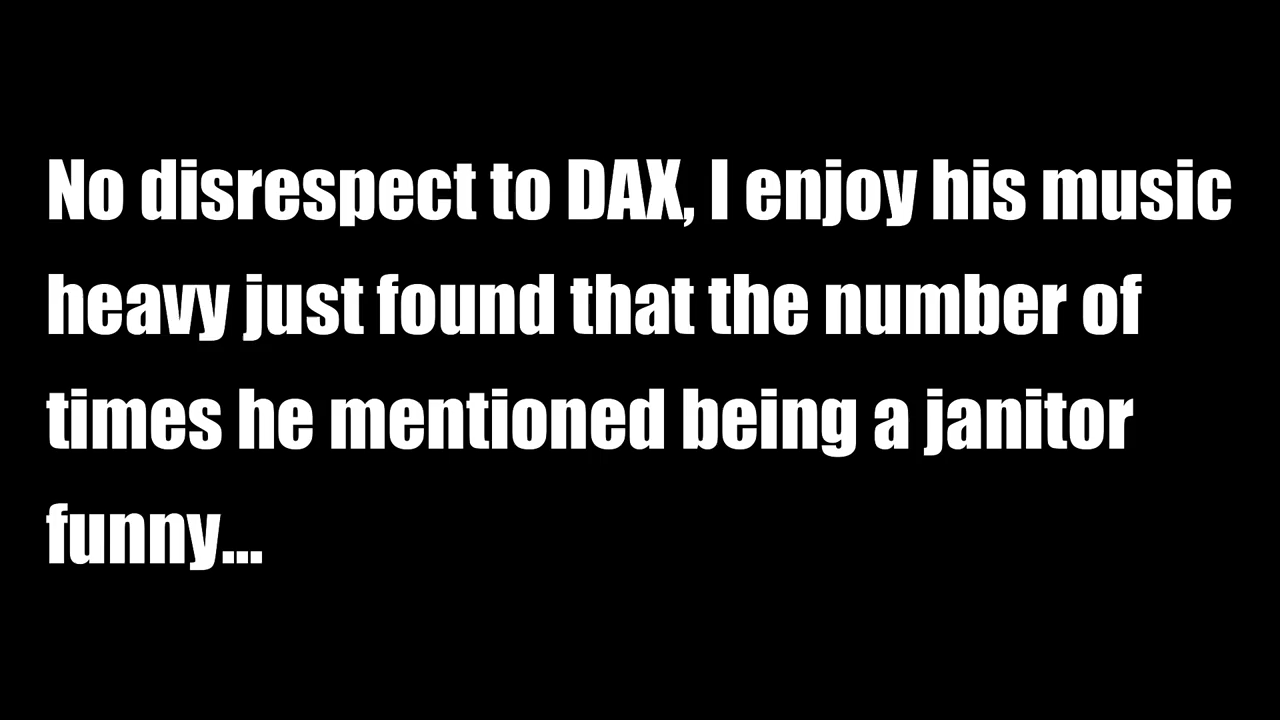 No disrespect to DAX, I enjoy his music
heavy just found that the number of
times he mentioned being a janitor
funny...